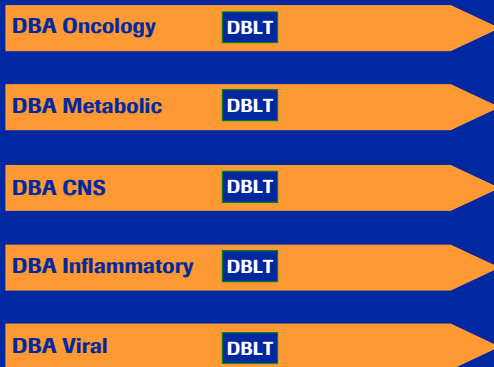 DBA Oncology DBLT
DBA Metabolic DBLT
DBA CNS DBLT
DBA Inflammatory DBLT
DBA Viral DBLT